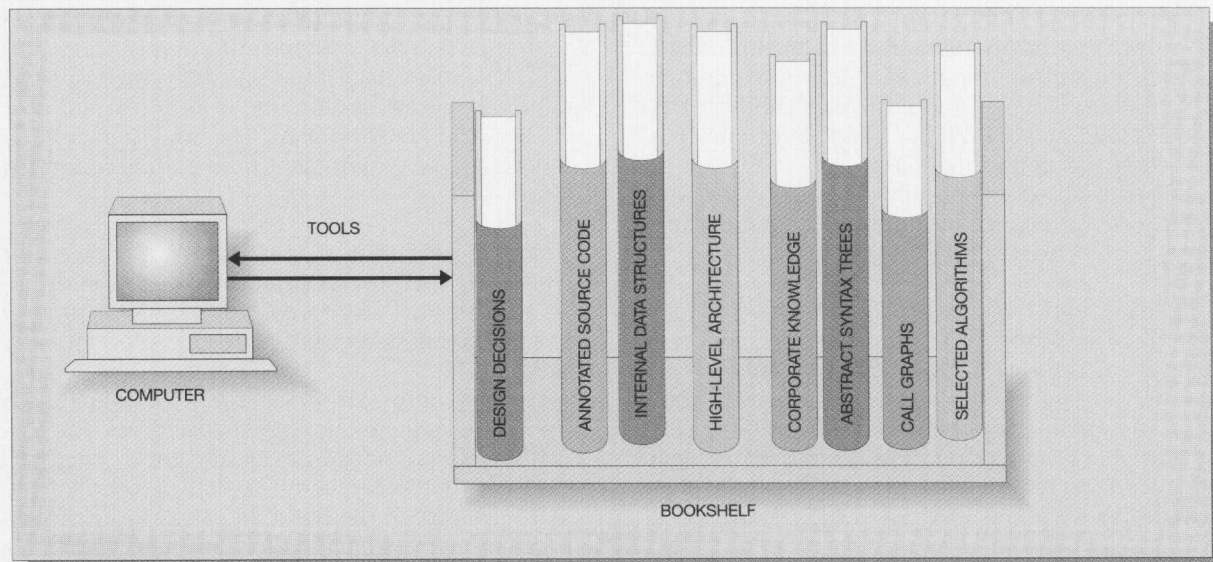 TOOLS
COMPUTER
DESIGN DECISIONS
ANNOTATED SOURCE CODE
INTERNAL DATA STRUCTURES
HIGH-LEVEL ARCHITECTURE
CORPORATE KNOWLEDGE
ABSTRACT SYNTAX TREES
CALL GRAPHS
SELECTED ALGORITHMS
BOOKSHELF